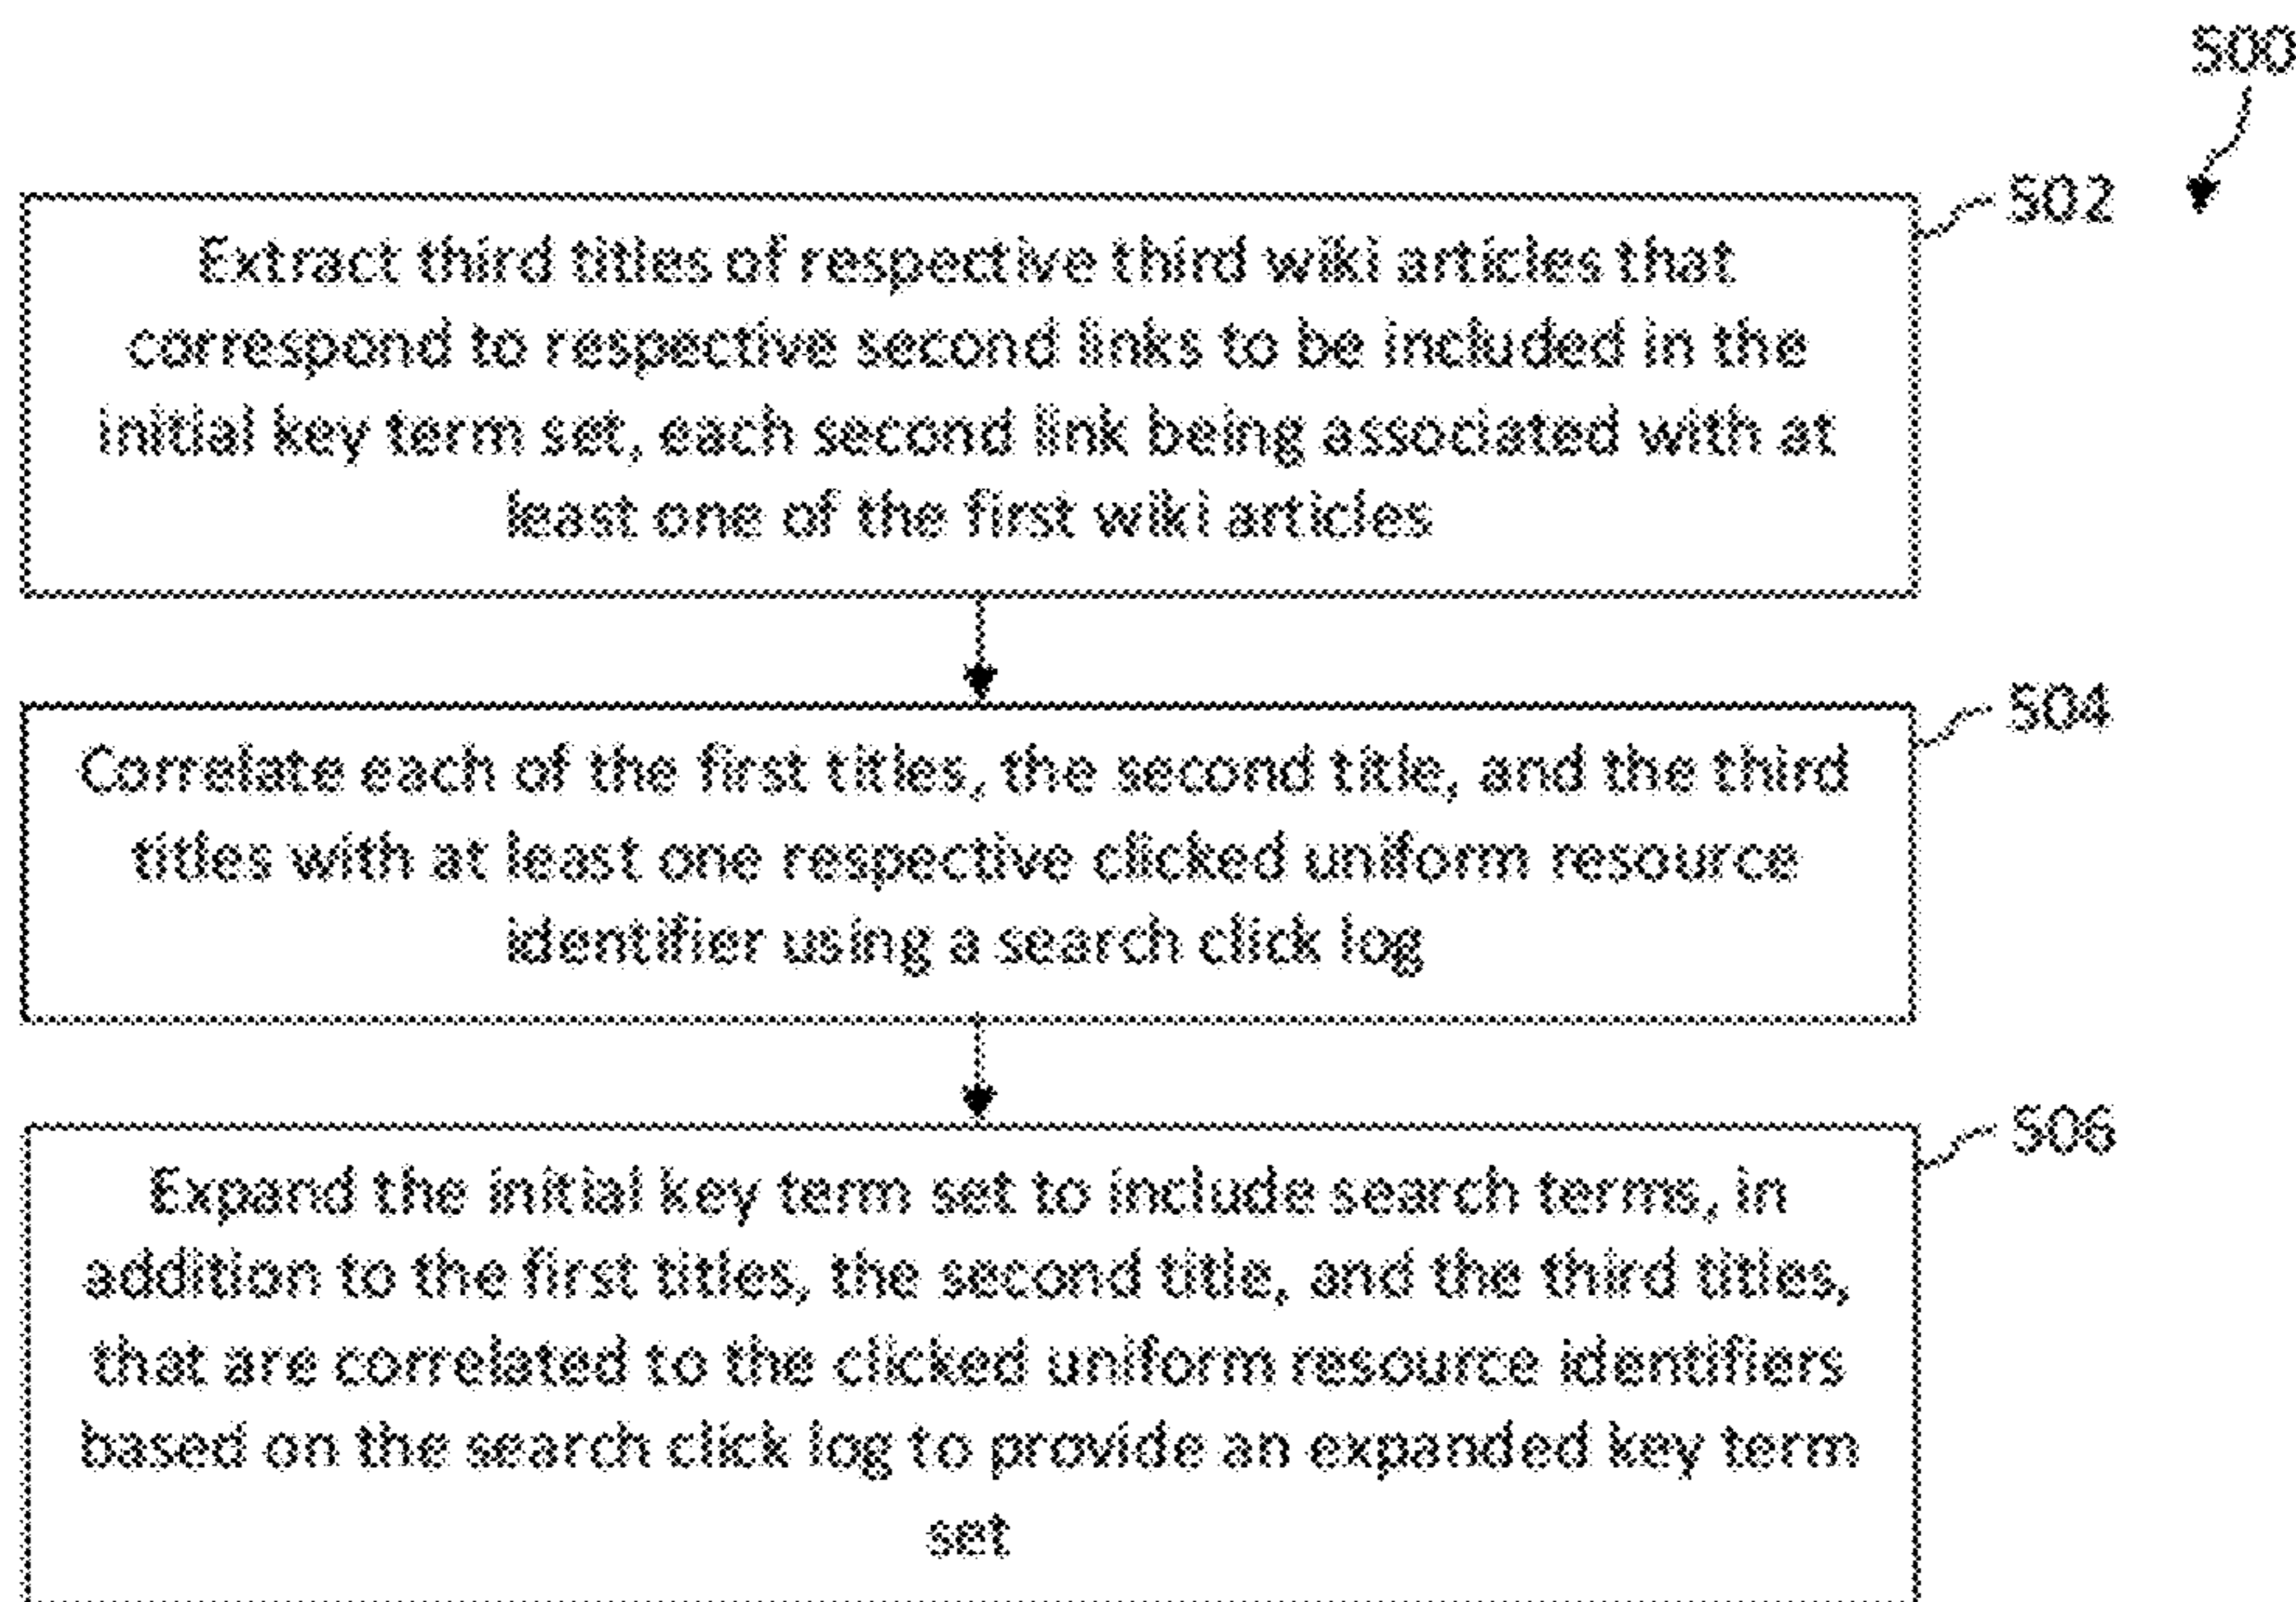 500
502
Extract third titles of respective third wiki articles that
correspond to respective second links to be included in the
initial key term set, each second link being associated with at
least one of the first wiki articles
504
Correlate each of the first titles, the second title, and the third
titles with at least one respective clicked uniform resource
identifier using a search click log
506
Expand the initial key term set to include search terms, in
addition to the first titles, the second title, and the third titles,
that are correlated to the clicked uniform resource identifiers
based on the search click log to provide an expanded key term
set